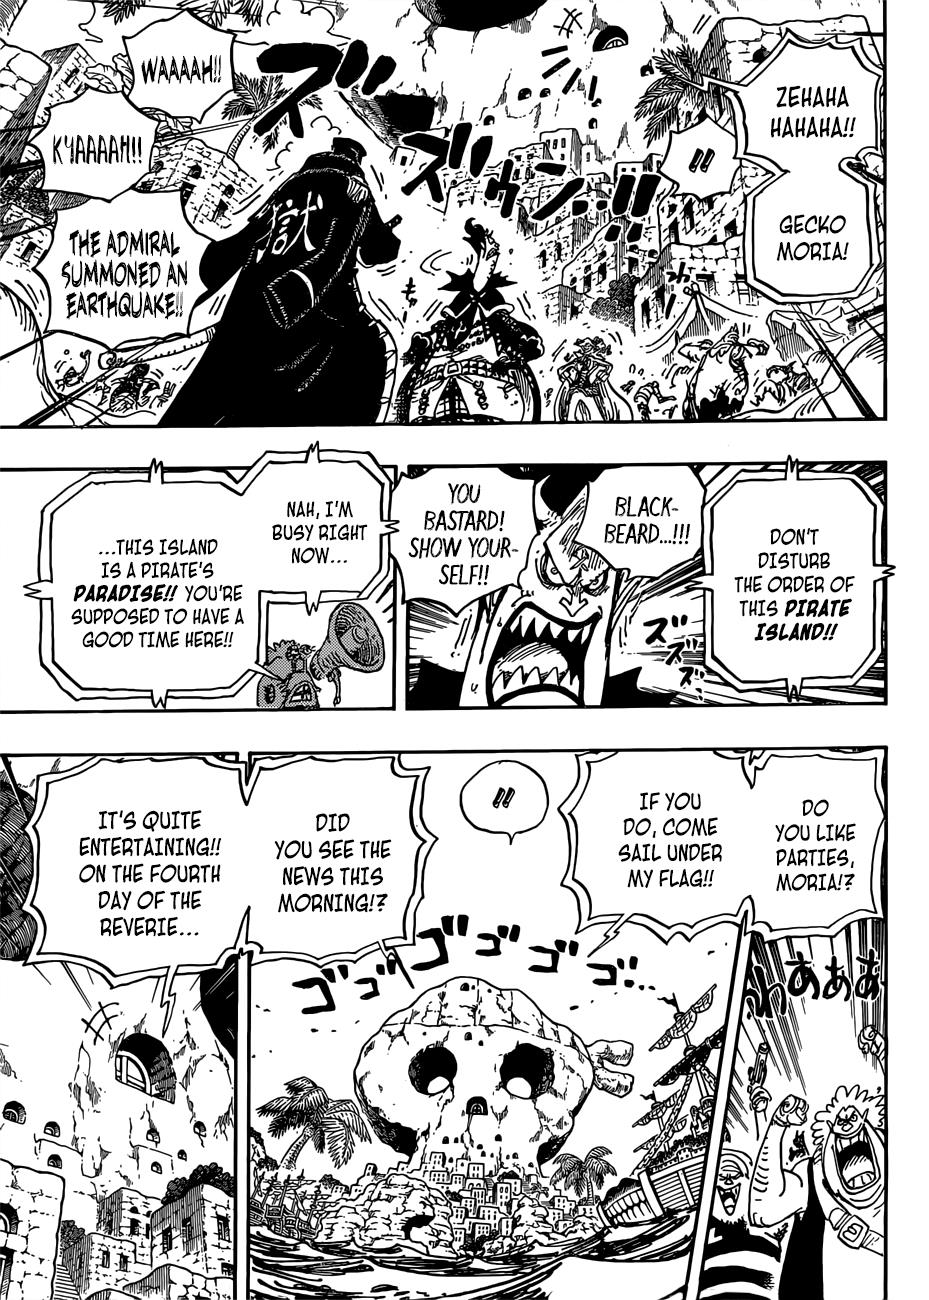 ZEHAHA
HAHAHA!!
GECKO
MORIA!
!!
ズズウゥン...!!
獄
WAAAAH!!
KYAAAAH!!
THE ADMIRAL
SUMMONED AN
EARTHQUAKE!!
DON'T
DISTURB
THE ORDER OF
THIS PIRATE
ISLAND!!
BLACK-
BEARD...!!!
YOU
BASTARD!
SHOW YOUR-
SELF!!
ズズズ...
NAH, I'M
BUSY RIGHT
NOW...
...THIS ISLAND
IS A PIRATE'S
PARADISE!! YOU'RE
SUPPOSED TO HAVE A
GOOD TIME HERE!!
DO
YOU LIKE
PARTIES,
MORIA!?
IF YOU
DO, COME
SAIL UNDER
MY FLAG!!
!!
わあああ
DID
YOU SEE THE
NEWS THIS
MORNING!?
ゴゴゴゴゴ
IT'S QUITE
ENTERTAINING!!
ON THE FOURTH
DAY OF THE
REVERIE...